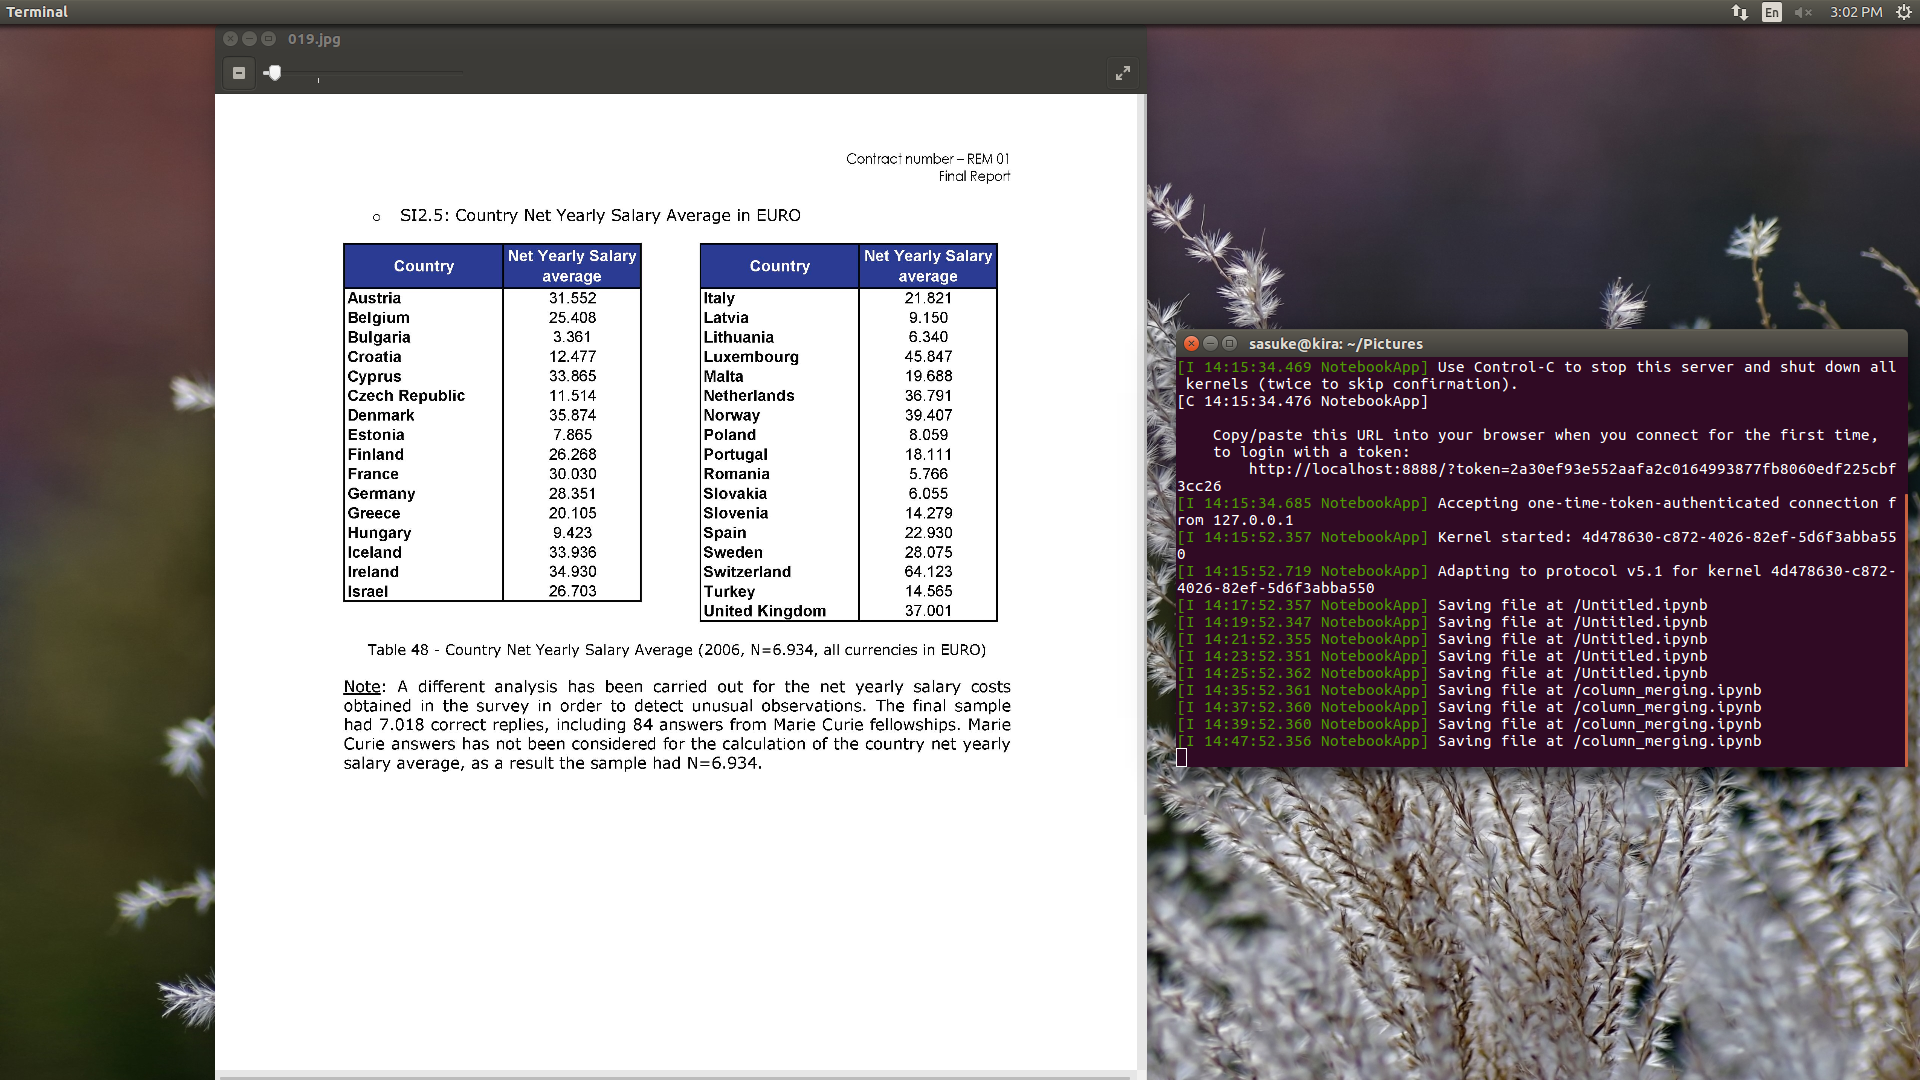 Terminal
En
3:02 PM
019.jpg
Contract number – REM 01
Final Report
o SI2.5: Country Net Yearly Salary Average in EURO
Country Net Yearly Salary average
Austria 31.552
Belgium 25.408
Bulgaria 3.361
Croatia 12.477
Cyprus 33.865
Czech Republic 11.514
Denmark 35.874
Estonia 7.865
Finland 26.268
France 30.030
Germany 28.351
Greece 20.105
Hungary 9.423
Iceland 33.936
Ireland 34.930
Israel 26.703
Country Net Yearly Salary average
Italy 21.821
Latvia 9.150
Lithuania 6.340
Luxembourg 45.847
Malta 19.688
Netherlands 36.791
Norway 39.407
Poland 8.059
Portugal 18.111
Romania 5.766
Slovakia 6.055
Slovenia 14.279
Spain 22.930
Sweden 28.075
Switzerland 64.123
Turkey 14.565
United Kingdom 37.001
Table 48 - Country Net Yearly Salary Average (2006, N=6.934, all currencies in EURO)
Note: A different analysis has been carried out for the net yearly salary costs
obtained in the survey in order to detect unusual observations. The final sample
had 7.018 correct replies, including 84 answers from Marie Curie fellowships. Marie
Curie answers has not been considered for the calculation of the country net yearly
salary average, as a result the sample had N=6.934.
sasuke@kira: ~/Pictures
[I 14:15:34.469 NotebookApp] Use Control-C to stop this server and shut down all
kernels (twice to skip confirmation).
[C 14:15:34.476 NotebookApp]
Copy/paste this URL into your browser when you connect for the first time,
to login with a token:
http://localhost:8888/?token=2a30ef93e552aafa2c0164993877fb8060edf225cbf
3cc26
[I 14:15:34.685 NotebookApp] Accepting one-time-token-authenticated connection f
rom 127.0.0.1
[I 14:15:52.357 NotebookApp] Kernel started: 4d478630-c872-4026-82ef-5d6f3abba55
0
[I 14:15:52.719 NotebookApp] Adapting to protocol v5.1 for kernel 4d478630-c872-
4026-82ef-5d6f3abba550
[I 14:17:52.357 NotebookApp] Saving file at /Untitled.ipynb
[I 14:19:52.347 NotebookApp] Saving file at /Untitled.ipynb
[I 14:21:52.355 NotebookApp] Saving file at /Untitled.ipynb
[I 14:23:52.351 NotebookApp] Saving file at /Untitled.ipynb
[I 14:25:52.362 NotebookApp] Saving file at /Untitled.ipynb
[I 14:35:52.361 NotebookApp] Saving file at /column_merging.ipynb
[I 14:37:52.360 NotebookApp] Saving file at /column_merging.ipynb
[I 14:39:52.360 NotebookApp] Saving file at /column_merging.ipynb
[I 14:47:52.356 NotebookApp] Saving file at /column_merging.ipynb